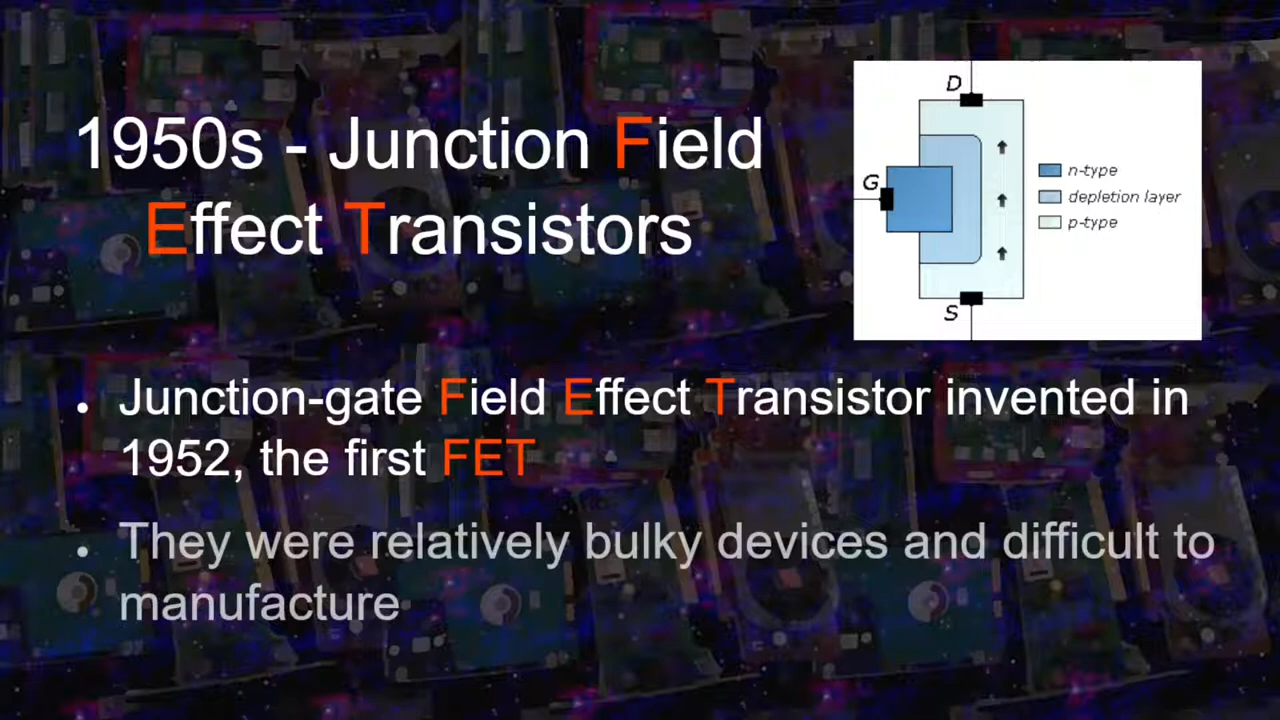 1950s - Junction Field
Effect Transistors
D
G
S
n-type
depletion layer
p-type
• Junction-gate Field Effect Transistor invented in
1952, the first FET
• They were relatively bulky devices and difficult to
manufacture